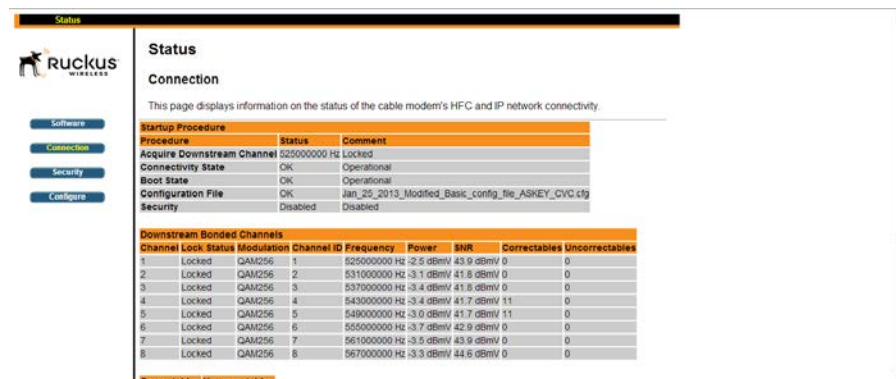 Status
Ruckus
WIRELESS
Software
Connection
Security
Configure
Status
Connection
This page displays information on the status of the cable modem's HFC and IP network connectivity.
Startup Procedure
Procedure Status Comment
Acquire Downstream Channel 525000000 Hz Locked
Connectivity State OK Operational
Boot State OK Operational
Configuration File OK Jan_25_2013_Modified_Basic_config_file_ASKEY_CVC.cfg
Security Disabled Disabled
Downstream Bonded Channels
Channel Lock Status Modulation Channel ID Frequency Power SNR Correctables Uncorrectables
1 Locked QAM256 1 525000000 Hz -2.5 dBmV 43.9 dBmV 0 0
2 Locked QAM256 2 531000000 Hz -3.1 dBmV 41.8 dBmV 0 0
3 Locked QAM256 3 537000000 Hz -3.4 dBmV 41.8 dBmV 0 0
4 Locked QAM256 4 543000000 Hz -3.4 dBmV 41.7 dBmV 11 0
5 Locked QAM256 5 549000000 Hz -3.0 dBmV 41.7 dBmV 11 0
6 Locked QAM256 6 555000000 Hz -3.7 dBmV 42.9 dBmV 0 0
7 Locked QAM256 7 561000000 Hz -3.5 dBmV 43.9 dBmV 0 0
8 Locked QAM256 8 567000000 Hz -3.3 dBmV 44.6 dBmV 0 0